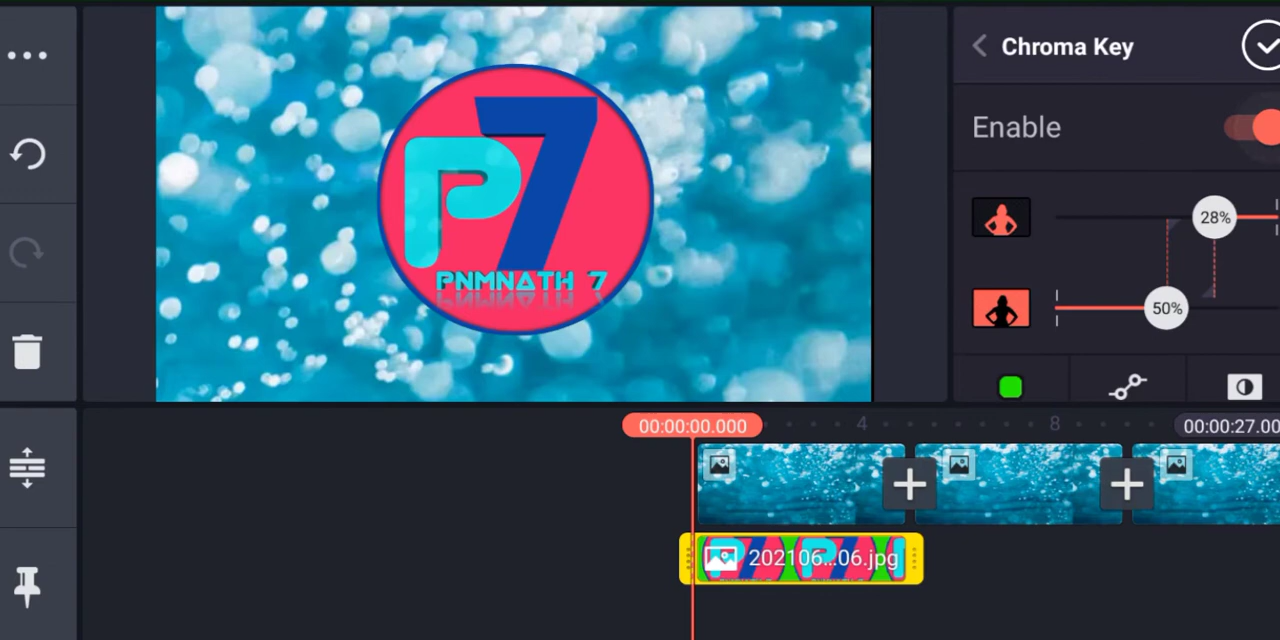 Chroma Key
Enable
28%
50%
P7
PNMNATH 7
00:00:00.000
4
8
00:00:27.00
202106...06.jpg